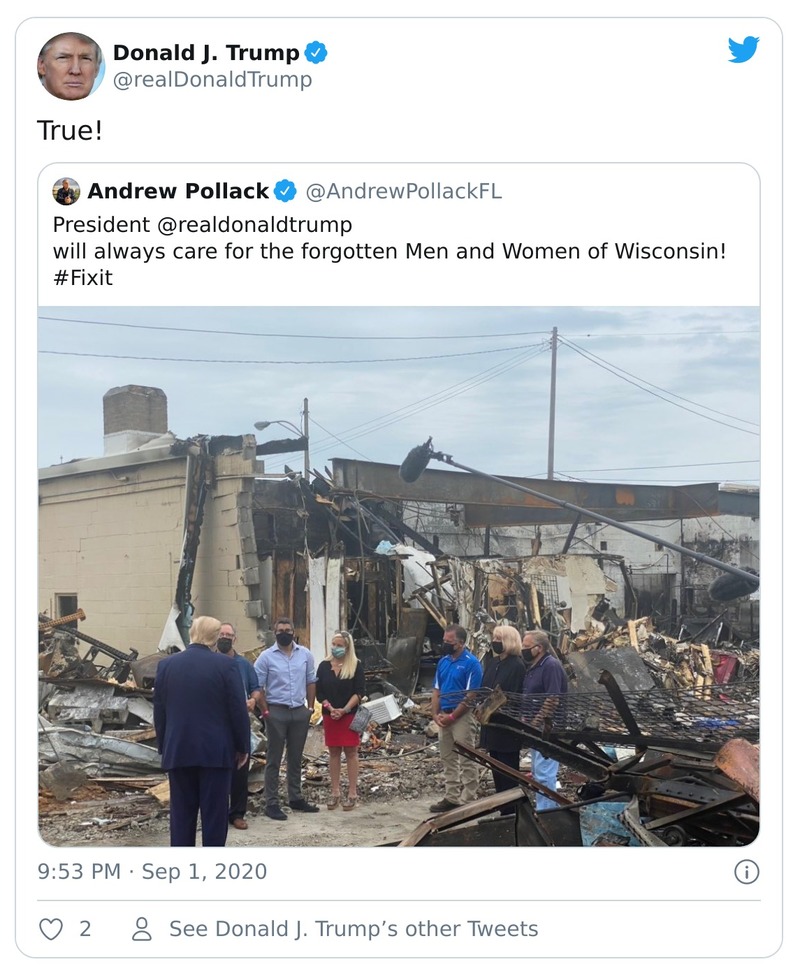 Donald J. Trump
@realDonaldTrump
True!
Andrew Pollack @AndrewPollackFL
President @realdonaldtrump
will always care for the forgotten Men and Women of Wisconsin!
#Fixit
9:53 PM · Sep 1, 2020
2 See Donald J. Trump’s other Tweets